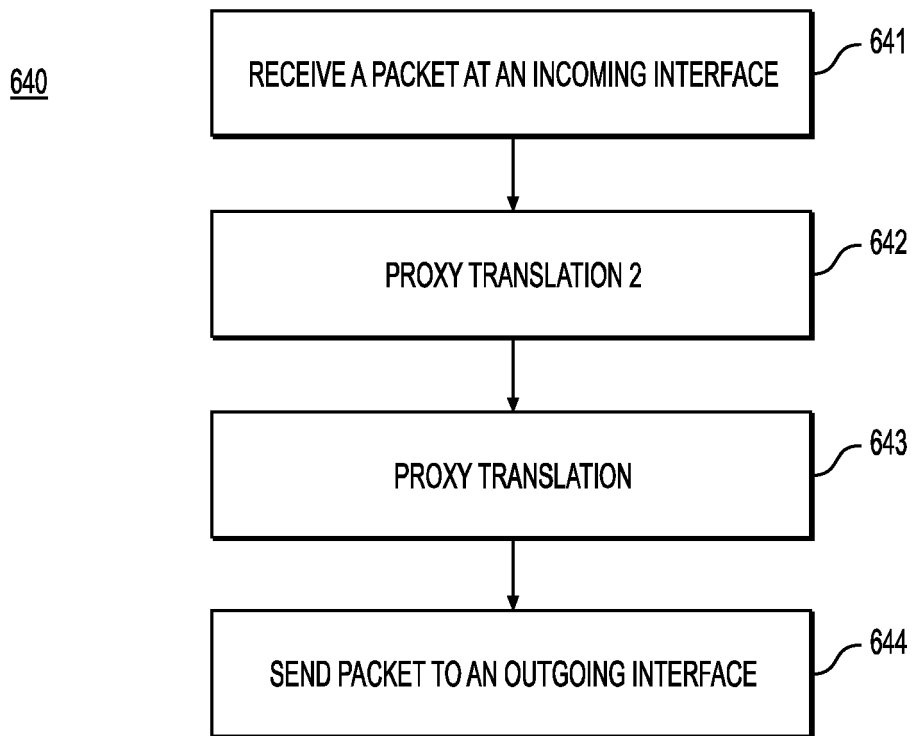 640
RECEIVE A PACKET AT AN INCOMING INTERFACE
641
PROXY TRANSLATION 2
642
PROXY TRANSLATION
643
SEND PACKET TO AN OUTGOING INTERFACE
644